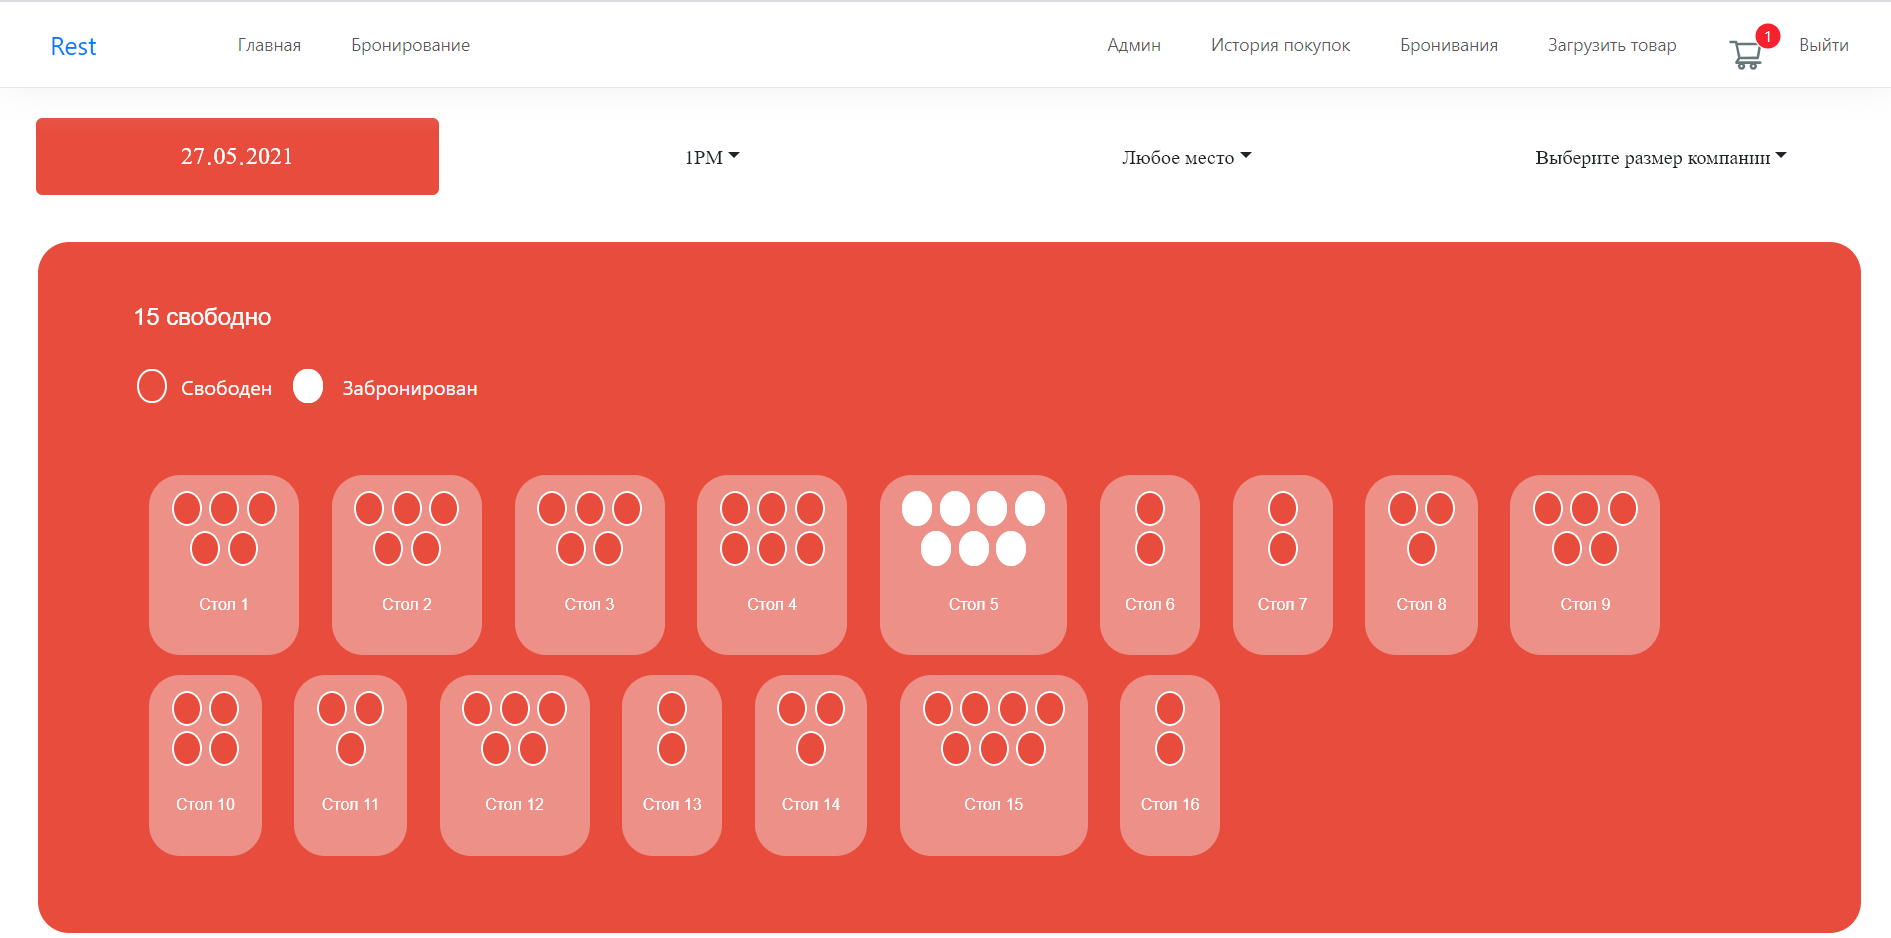 Rest Главная Бронирование Админ История покупок Бронивания Загрузить товар 1 Выйти
27.05.2021 1PM Любое место Выберите размер компании
15 свободно
Свободен Забронирован
Стол 1 Стол 2 Стол 3 Стол 4 Стол 5 Стол 6 Стол 7 Стол 8 Стол 9
Стол 10 Стол 11 Стол 12 Стол 13 Стол 14 Стол 15 Стол 16